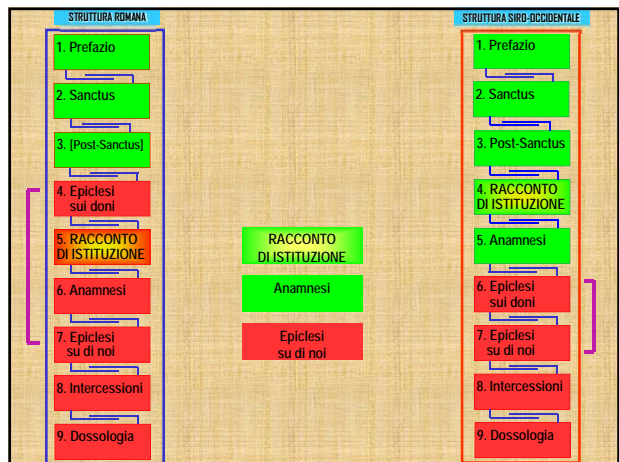 STRUTTURA ROMANA
1. Prefazio
2. Sanctus
3. [Post-Sanctus]
4. Epiclesi
sui doni
5. RACCONTO
DI ISTITUZIONE
6. Anamnesi
7. Epiclesi
su di noi
8. Intercessioni
9. Dossologia
RACCONTO
DI ISTITUZIONE
Anamnesi
Epiclesi
su di noi
STRUTTURA SIRO-OCCIDENTALE
1. Prefazio
2. Sanctus
3. Post-Sanctus
4. RACCONTO
DI ISTITUZIONE
5. Anamnesi
6. Epiclesi
sui doni
7. Epiclesi
su di noi
8. Intercessioni
9. Dossologia